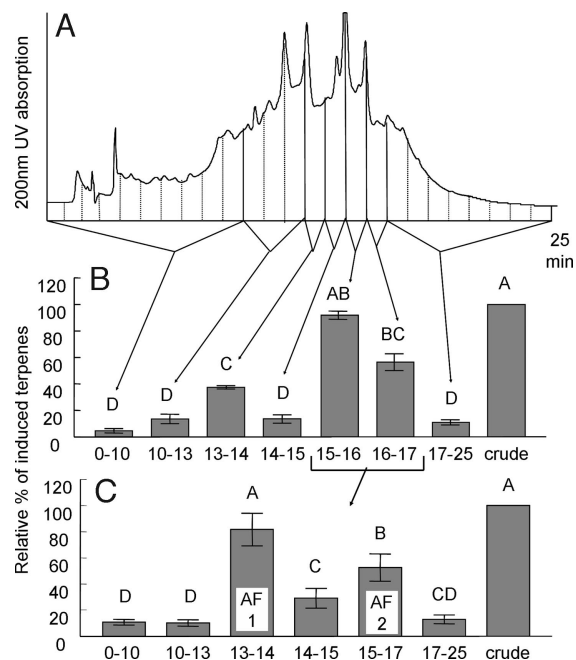 A
200nm UV absorption
25
min
B
Relative % of induced terpenes
120
100
80
60
40
20
0
D
D
C
D
AB
BC
D
A
0-10 10-13 13-14 14-15 15-16 16-17 17-25 crude
C
120
100
80
60
40
20
0
D
D
A
C
B
CD
A
AF
1
AF
2
0-10 10-13 13-14 14-15 15-17 17-25 crude